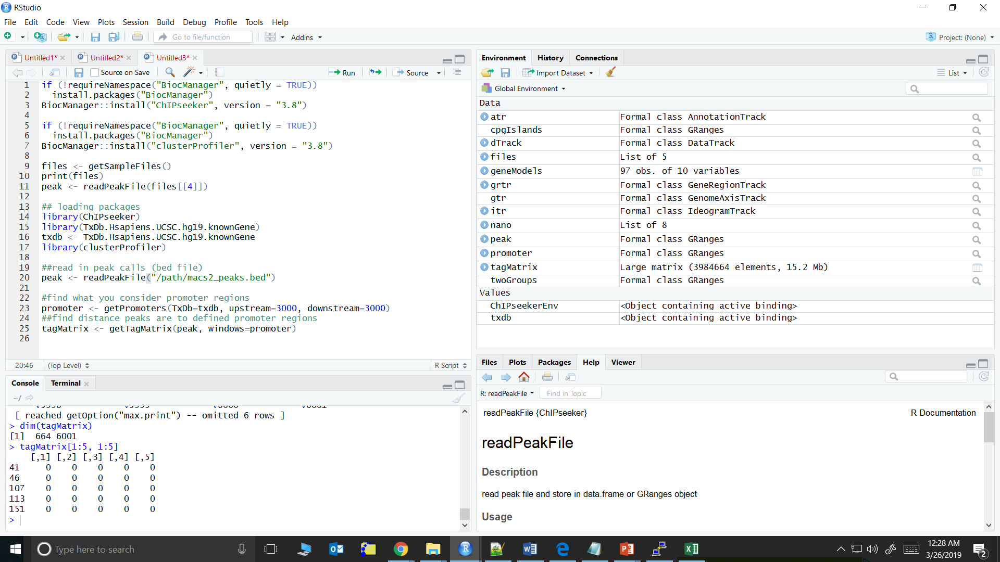 RStudio
File Edit Code View Plots Session Build Debug Profile Tools Help
Go to file/function Addins Project: (None)
Untitled1* Untitled2* Untitled3*
Source on Save Run Source
1 if (!requireNamespace("BiocManager", quietly = TRUE))
2   install.packages("BiocManager")
3 BiocManager::install("ChIPseeker", version = "3.8")
4
5 if (!requireNamespace("BiocManager", quietly = TRUE))
6   install.packages("BiocManager")
7 BiocManager::install("clusterProfiler", version = "3.8")
8
9 files <- getSampleFiles()
10 print(files)
11 peak <- readPeakFile(files[[4]])
12
13 ## loading packages
14 library(ChIPseeker)
15 library(TxDb.Hsapiens.UCSC.hg19.knownGene)
16 txdb <- TxDb.Hsapiens.UCSC.hg19.knownGene
17 library(clusterProfiler)
18
19 ##read in peak calls (bed file)
20 peak <- readPeakFile("/path/macs2_peaks.bed")
21
22 #find what you consider promoter regions
23 promoter <- getPromoters(TxDb=txdb, upstream=3000, downstream=3000)
24 ##find distance peaks are to defined promoter regions
25 tagMatrix <- getTagMatrix(peak, windows=promoter)
26
20:46 (Top Level) R Script
Console Terminal
~/
[ reached getOption("max.print") -- omitted 6 rows ]
> dim(tagMatrix)
[1]  664 6001
> tagMatrix[1:5, 1:5]
    [,1] [,2] [,3] [,4] [,5]
41     0    0    0    0    0
46     0    0    0    0    0
107    0    0    0    0    0
113    0    0    0    0    0
151    0    0    0    0    0
>
Environment History Connections
Import Dataset List
Global Environment
Data
atr Formal class AnnotationTrack
cpgIslands Formal class GRanges
dTrack Formal class DataTrack
files List of 5
geneModels 97 obs. of 10 variables
grtr Formal class GeneRegionTrack
gtr Formal class GenomeAxisTrack
itr Formal class IdeogramTrack
nano List of 8
peak Formal class GRanges
promoter Formal class GRanges
tagMatrix Large matrix (3984664 elements, 15.2 Mb)
twoGroups Formal class GRanges
Values
ChIPseekerEnv <Object containing active binding>
txdb <Object containing active binding>
Files Plots Packages Help Viewer
R: readPeakFile Find in Topic
readPeakFile {ChIPseeker} R Documentation
readPeakFile
Description
read peak file and store in data.frame or GRanges object
Usage
Type here to search
12:28 AM
3/26/2019
2